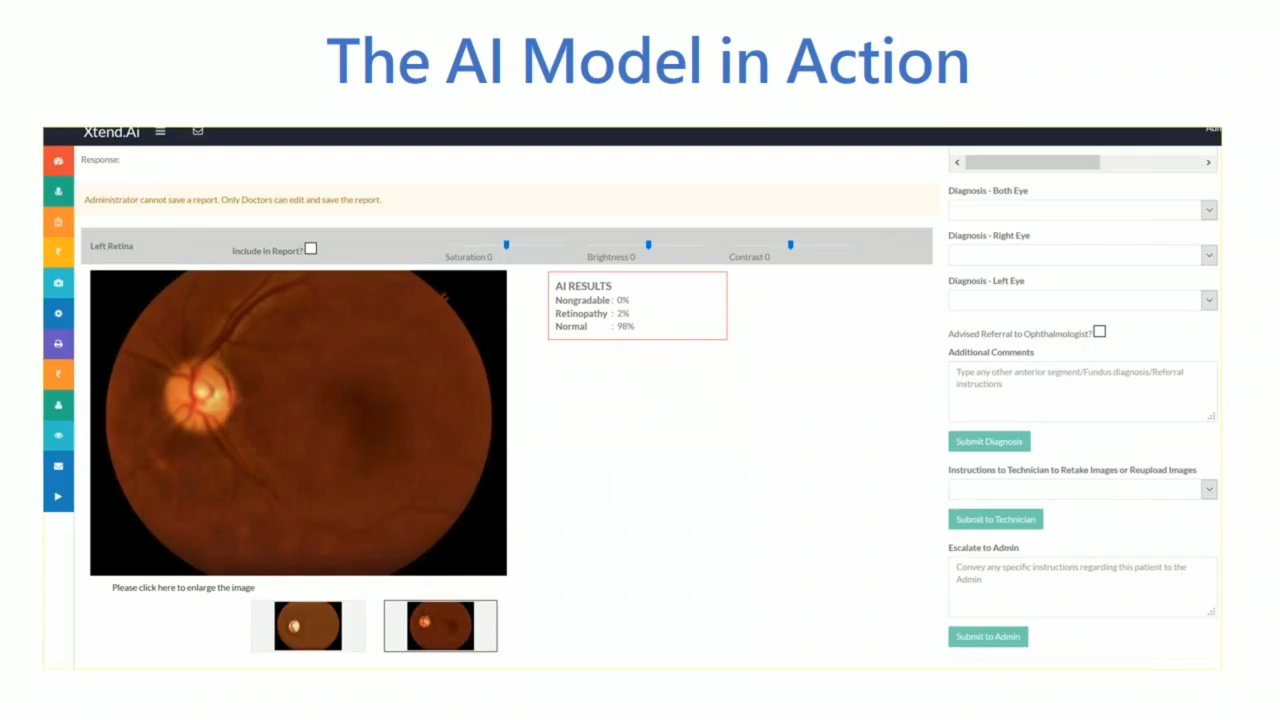 The AI Model in Action
Xtend.Ai
Response:
Administrator cannot save a report. Only Doctors can edit and save the report.
Left Retina
Include in Report?
Saturation 0
Brightness 0
Contrast 0
AI RESULTS
Nongradable : 0%
Retinopathy : 2%
Normal : 98%
Please click here to enlarge the image
Diagnosis - Both Eye
Diagnosis - Right Eye
Diagnosis - Left Eye
Advised Referral to Ophthalmologist?
Additional Comments
Type any other anterior segment/Fundus diagnosis/Referral
instructions
Submit Diagnosis
Instructions to Technician to Retake Images or Reupload Images
Submit to Technician
Escalate to Admin
Convey any specific instructions regarding this patient to the
Admin
Submit to Admin